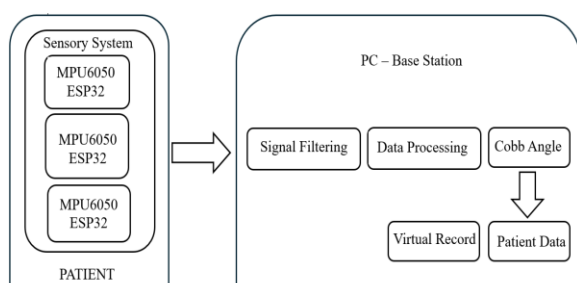 Sensory System
MPU6050
ESP32
MPU6050
ESP32
MPU6050
ESP32
PATIENT
PC – Base Station
Signal Filtering
Data Processing
Cobb Angle
Virtual Record
Patient Data